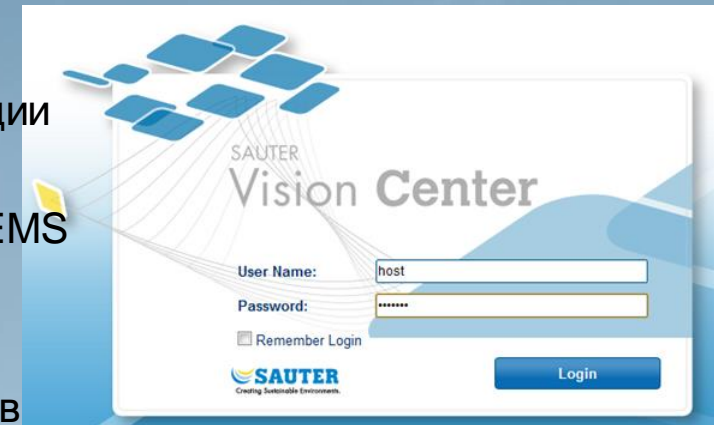 ции
EMS
в
SAUTER
Vision Center
User Name: host
Password: •••••••
Remember Login
SAUTER
Creating Sustainable Environments.
Login